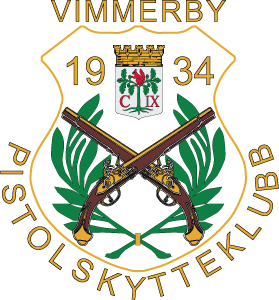 VIMMERBY
19 34
C IX
PISTOLSKYTTEKLUBB